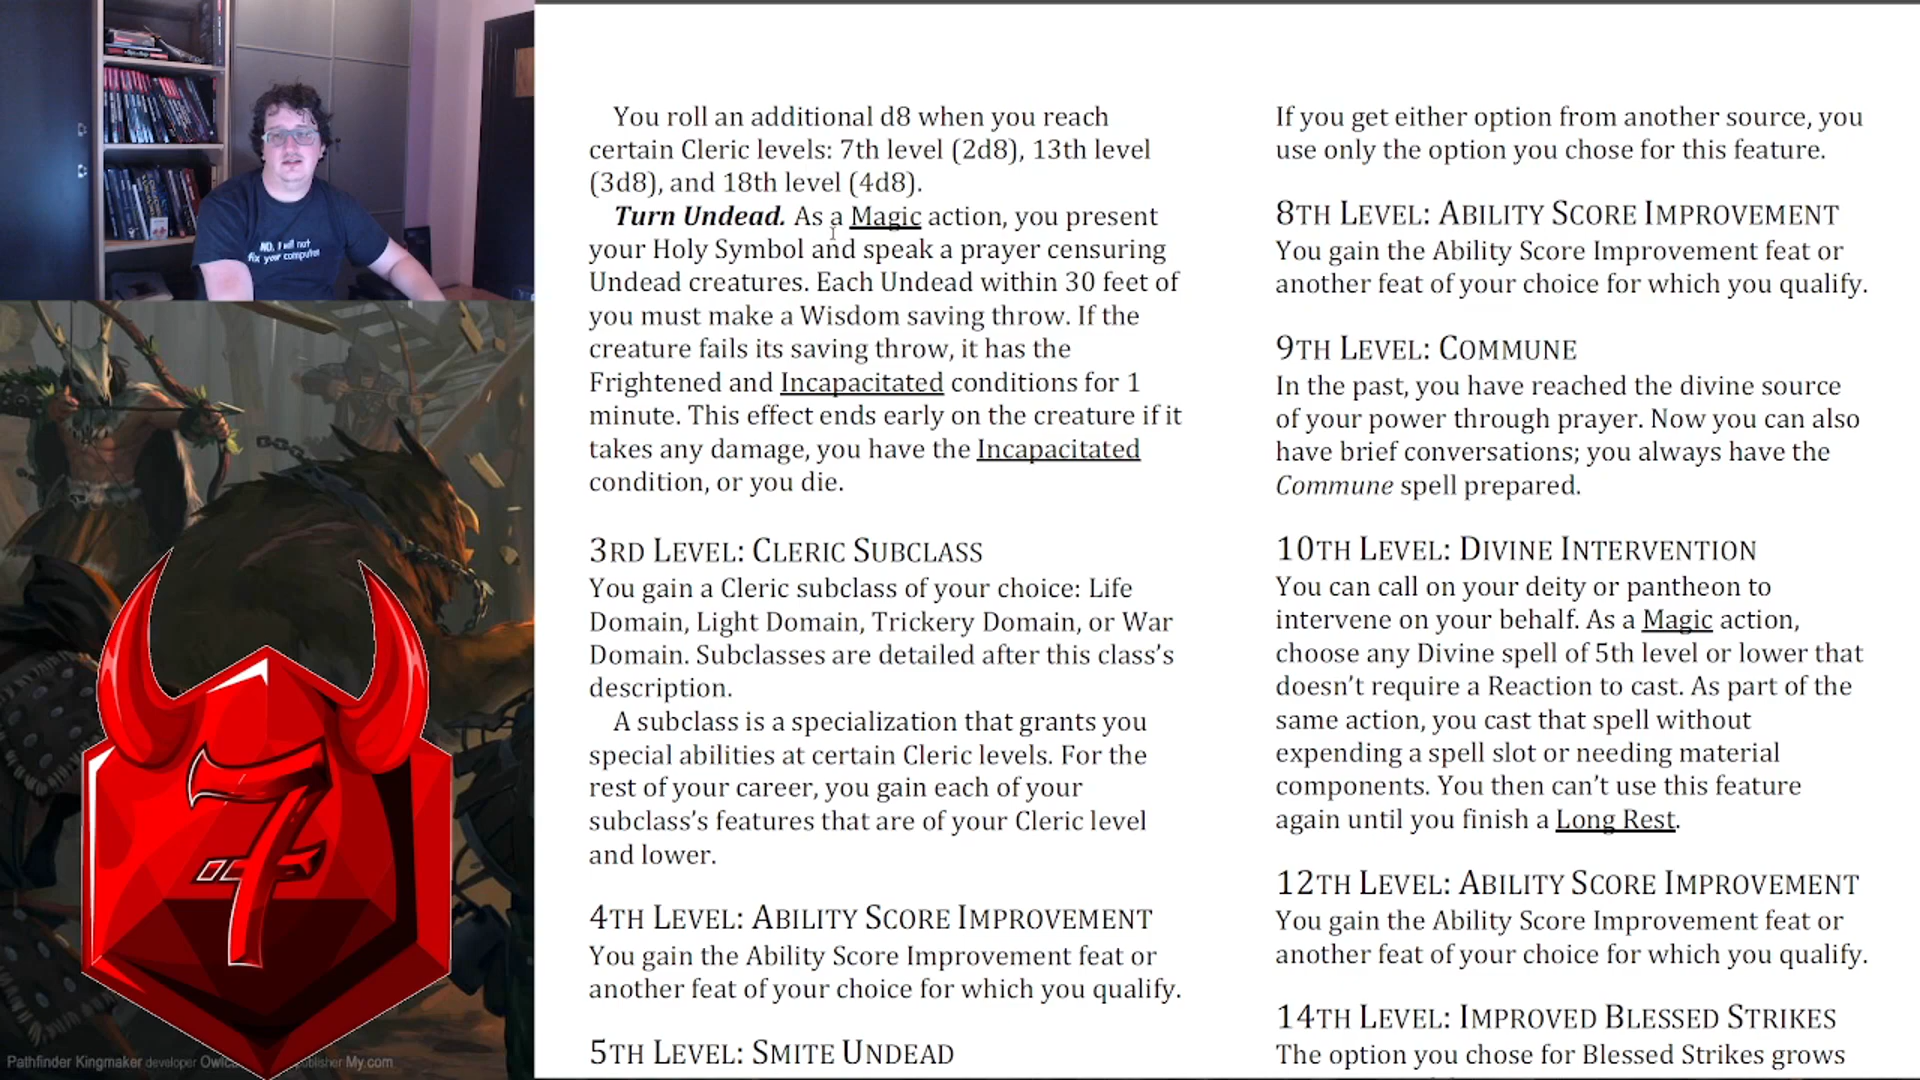 NO, I will not
fix your computer
7
Pathfinder Kingmaker developer
My.com
You roll an additional d8 when you reach
certain Cleric levels: 7th level (2d8), 13th level
(3d8), and 18th level (4d8).
Turn Undead. As a Magic action, you present
your Holy Symbol and speak a prayer censuring
Undead creatures. Each Undead within 30 feet of
you must make a Wisdom saving throw. If the
creature fails its saving throw, it has the
Frightened and Incapacitated conditions for 1
minute. This effect ends early on the creature if it
takes any damage, you have the Incapacitated
condition, or you die.
3RD LEVEL: CLERIC SUBCLASS
You gain a Cleric subclass of your choice: Life
Domain, Light Domain, Trickery Domain, or War
Domain. Subclasses are detailed after this class’s
description.
A subclass is a specialization that grants you
special abilities at certain Cleric levels. For the
rest of your career, you gain each of your
subclass’s features that are of your Cleric level
and lower.
4TH LEVEL: ABILITY SCORE IMPROVEMENT
You gain the Ability Score Improvement feat or
another feat of your choice for which you qualify.
5TH LEVEL: SMITE UNDEAD
If you get either option from another source, you
use only the option you chose for this feature.
8TH LEVEL: ABILITY SCORE IMPROVEMENT
You gain the Ability Score Improvement feat or
another feat of your choice for which you qualify.
9TH LEVEL: COMMUNE
In the past, you have reached the divine source
of your power through prayer. Now you can also
have brief conversations; you always have the
Commune spell prepared.
10TH LEVEL: DIVINE INTERVENTION
You can call on your deity or pantheon to
intervene on your behalf. As a Magic action,
choose any Divine spell of 5th level or lower that
doesn’t require a Reaction to cast. As part of the
same action, you cast that spell without
expending a spell slot or needing material
components. You then can’t use this feature
again until you finish a Long Rest.
12TH LEVEL: ABILITY SCORE IMPROVEMENT
You gain the Ability Score Improvement feat or
another feat of your choice for which you qualify.
14TH LEVEL: IMPROVED BLESSED STRIKES
The option you chose for Blessed Strikes grows